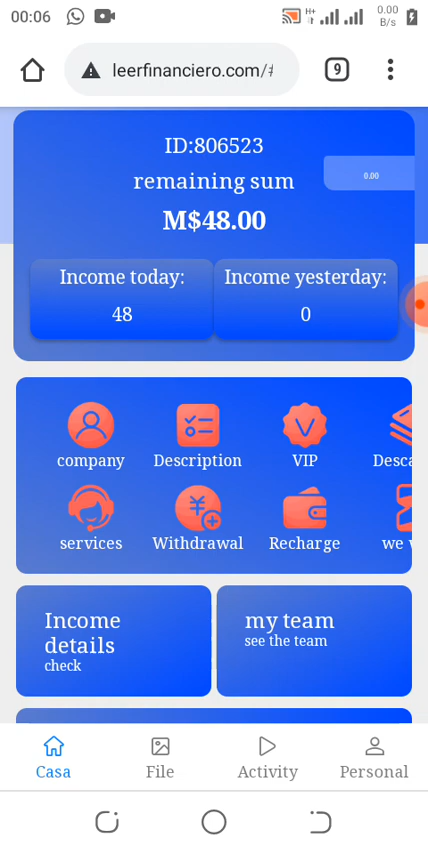 00:06
H+
0.00
B/s
leerfinanciero.com/#
9
ID:806523
remaining sum
0.00
M$48.00
Income today:
Income yesterday:
48
0
company
Description
VIP
Desca
services
Withdrawal
Recharge
we
Income
details
check
my team
see the team
Casa
File
Activity
Personal